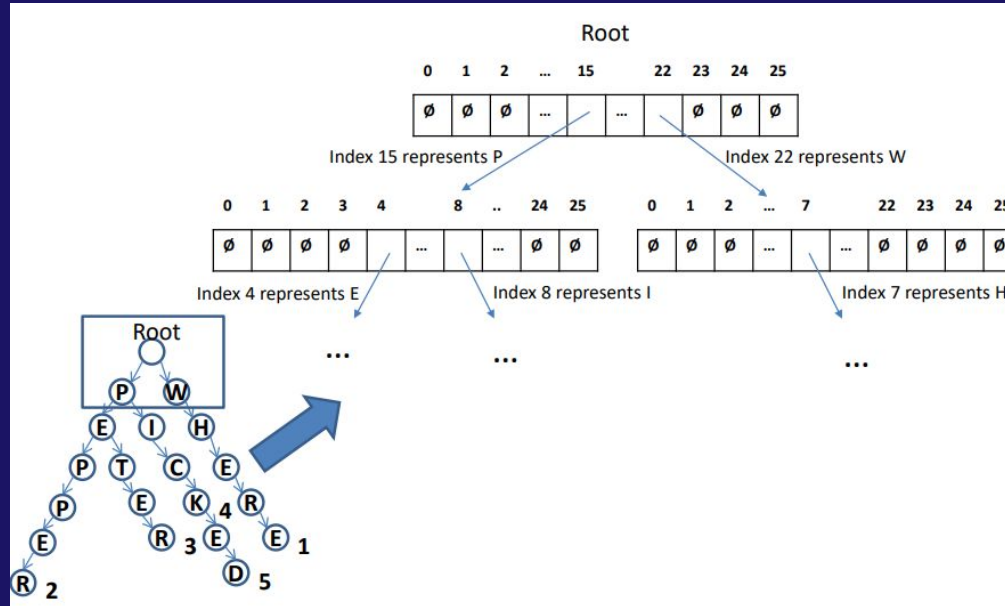 Root
0 1 2 ... 15 22 23 24 25
Ø Ø Ø ... ... Ø Ø Ø
Index 15 represents P
Index 22 represents W
0 1 2 3 4 8 .. 24 25
Ø Ø Ø Ø ... ... Ø Ø
0 1 2 ... 7 22 23 24 25
Ø Ø Ø ... ... Ø Ø Ø Ø
Index 4 represents E
Index 8 represents I
Index 7 represents H
... ... ...
Root
P W
E I H
P T C E
P E K 4 R
E R 3 E E 1
R 2 D 5